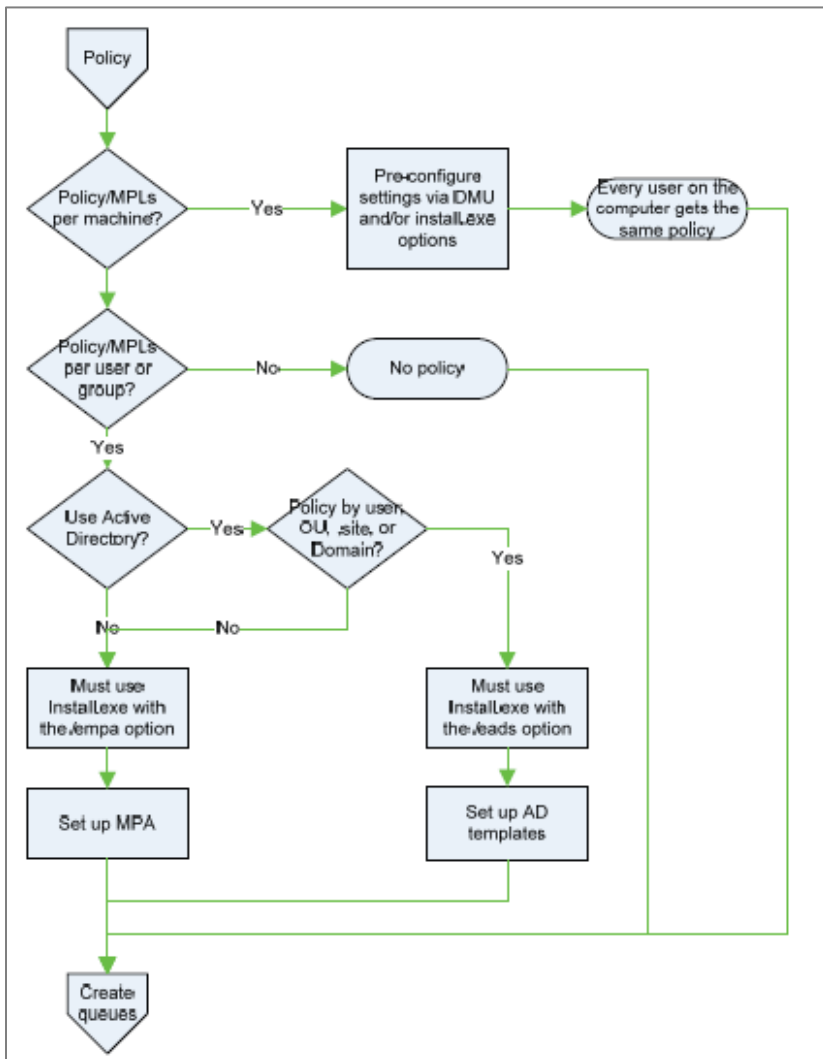 Policy
Policy/MPLs
per machine?
Yes
Pre-configure
settings via DMU
and/or install.exe
options
Every user on the
computer gets the
same policy
Policy/MPLs
per user or
group?
No
No policy
Yes
Use Active
Directory?
Yes
Policy by user,
OU, site, or
Domain?
Yes
No
No
Must use
Install.exe with
the /empa option
Must use
Install.exe with
the /eads option
Set up MPA
Set up AD
templates
Create
queues